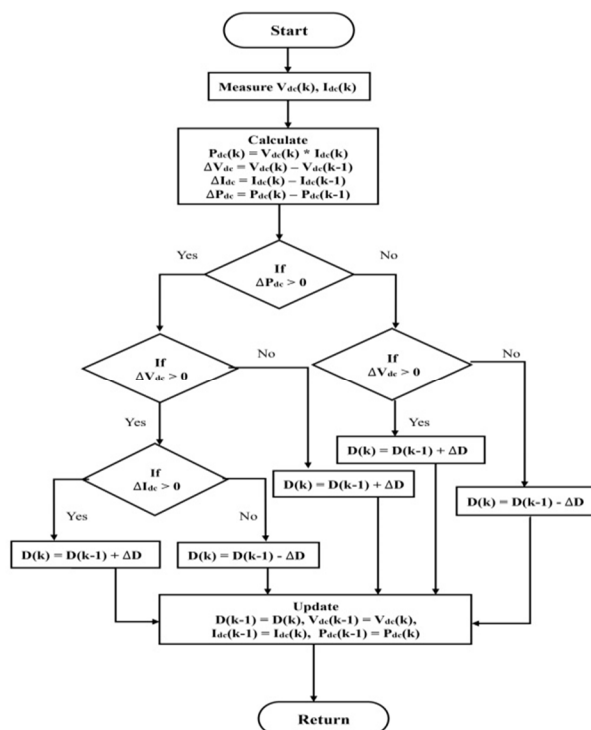 Start
Measure Vdc(k), Idc(k)
Calculate
Pdc(k) = Vdc(k) * Idc(k)
ΔVdc = Vdc(k) – Vdc(k-1)
ΔIdc = Idc(k) – Idc(k-1)
ΔPdc = Pdc(k) – Pdc(k-1)
Yes
No
If
ΔPdc > 0
If
ΔVdc > 0
No
If
ΔVdc > 0
No
Yes
Yes
D(k) = D(k-1) + ΔD
If
ΔIdc > 0
D(k) = D(k-1) + ΔD
D(k) = D(k-1) - ΔD
Yes
No
D(k) = D(k-1) + ΔD
D(k) = D(k-1) - ΔD
Update
D(k-1) = D(k), Vdc(k-1) = Vdc(k),
Idc(k-1) = Idc(k), Pdc(k-1) = Pdc(k)
Return